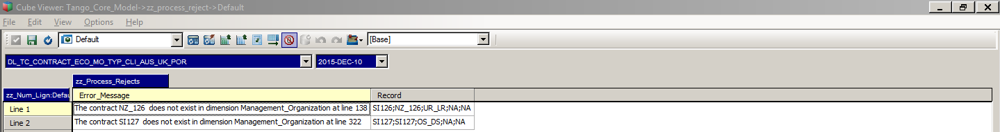 Cube Viewer: Tango_Core_Model->zz_process_reject->Default
File Edit View Options Help
Default [Base]
DL_TC_CONTRACT_ECO_MO_TYP_CLI_AUS_UK_POR 2015-DEC-10
zz_Process_Rejects
zz_Num_Lign:Defau Error_Message Record
Line 1 The contract NZ_126 does not exist in dimension Management_Organization at line 138 SI126;NZ_126;UR_LR;NA;NA
Line 2 The contract SI127 does not exist in dimension Management_Organization at line 322 SI127;SI127;OS_DS;NA;NA